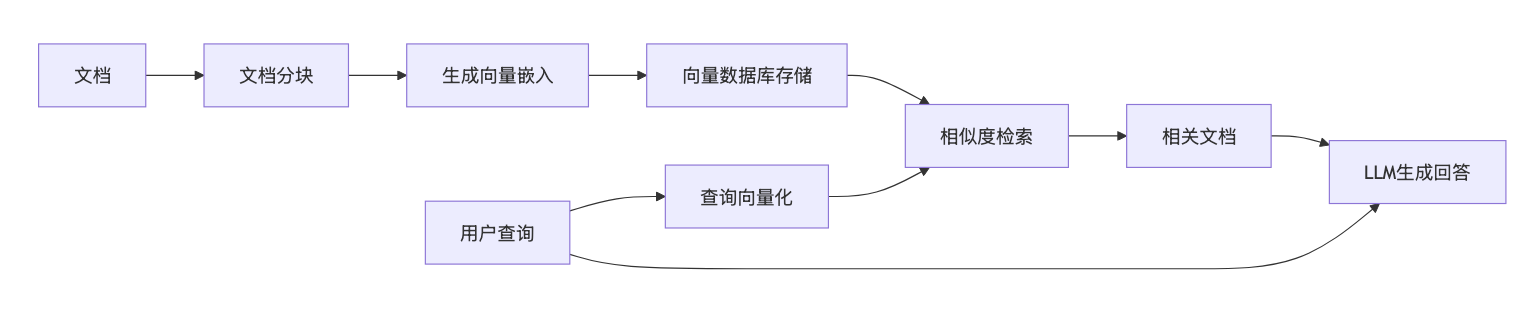 文档
文档分块
生成向量嵌入
向量数据库存储
相似度检索
相关文档
LLM生成回答
查询向量化
用户查询